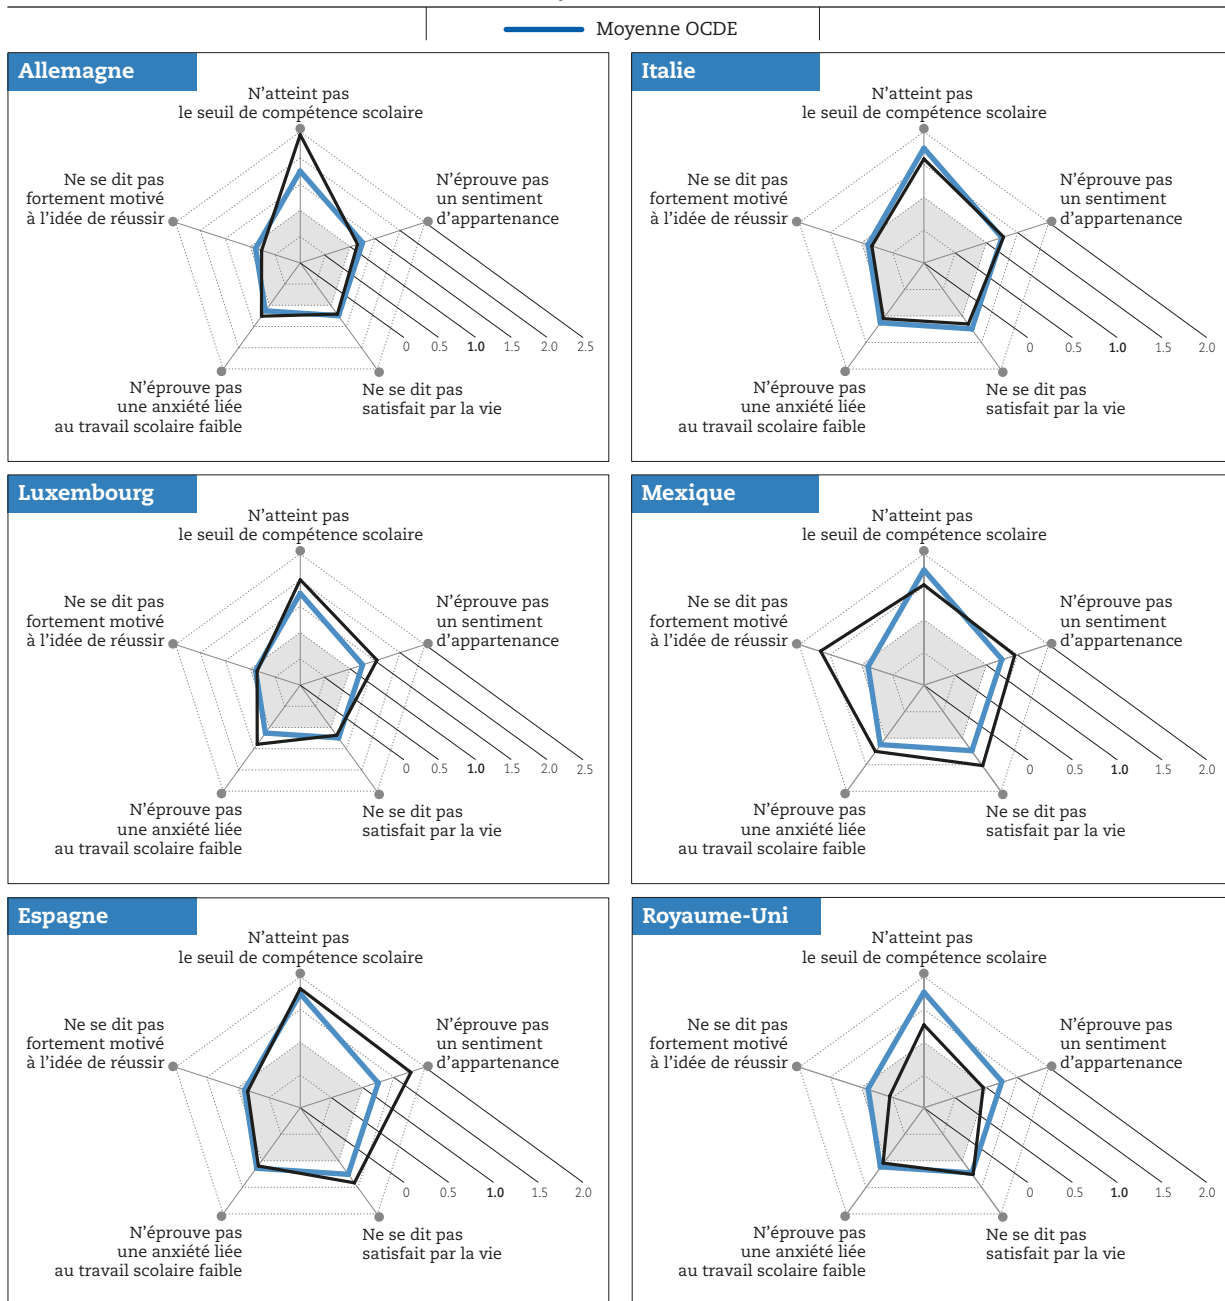 Moyenne OCDE
Allemagne
N'atteint pas
le seuil de compétence scolaire
Ne se dit pas
fortement motivé
à l'idée de réussir
N'éprouve pas
un sentiment
d'appartenance
0 0.5 1.0 1.5 2.0 2.5
N'éprouve pas
une anxiété liée
au travail scolaire faible
Ne se dit pas
satisfait par la vie
Italie
N'atteint pas
le seuil de compétence scolaire
Ne se dit pas
fortement motivé
à l'idée de réussir
N'éprouve pas
un sentiment
d'appartenance
0 0.5 1.0 1.5 2.0
N'éprouve pas
une anxiété liée
au travail scolaire faible
Ne se dit pas
satisfait par la vie
Luxembourg
N'atteint pas
le seuil de compétence scolaire
Ne se dit pas
fortement motivé
à l'idée de réussir
N'éprouve pas
un sentiment
d'appartenance
0 0.5 1.0 1.5 2.0 2.5
N'éprouve pas
une anxiété liée
au travail scolaire faible
Ne se dit pas
satisfait par la vie
Mexique
N'atteint pas
le seuil de compétence scolaire
Ne se dit pas
fortement motivé
à l'idée de réussir
N'éprouve pas
un sentiment
d'appartenance
0 0.5 1.0 1.5 2.0
N'éprouve pas
une anxiété liée
au travail scolaire faible
Ne se dit pas
satisfait par la vie
Espagne
N'atteint pas
le seuil de compétence scolaire
Ne se dit pas
fortement motivé
à l'idée de réussir
N'éprouve pas
un sentiment
d'appartenance
0 0.5 1.0 1.5 2.0
N'éprouve pas
une anxiété liée
au travail scolaire faible
Ne se dit pas
satisfait par la vie
Royaume-Uni
N'atteint pas
le seuil de compétence scolaire
Ne se dit pas
fortement motivé
à l'idée de réussir
N'éprouve pas
un sentiment
d'appartenance
0 0.5 1.0 1.5 2.0
N'éprouve pas
une anxiété liée
au travail scolaire faible
Ne se dit pas
satisfait par la vie